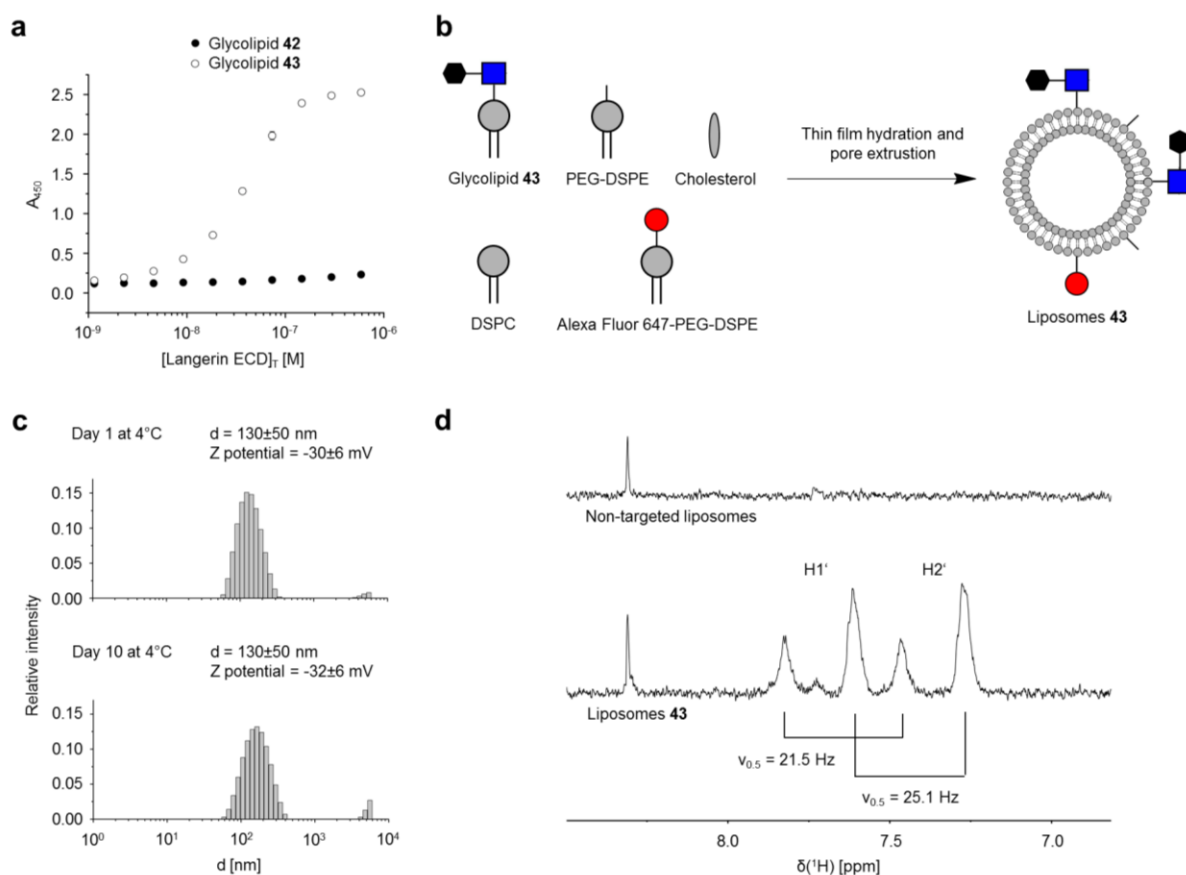 a
Glycolipid 42
Glycolipid 43
2.5
2.0
1.5
1.0
0.5
0.0
A450
10-9
10-8
10-7
10-6
[Langerin ECD]T [M]
b
Glycolipid 43
PEG-DSPE
Cholesterol
DSPC
Alexa Fluor 647-PEG-DSPE
Thin film hydration and
pore extrustion
Liposomes 43
c
Day 1 at 4°C
d = 130±50 nm
Z potential = -30±6 mV
0.15
0.10
0.05
0.00
Day 10 at 4°C
d = 130±50 nm
Z potential = -32±6 mV
0.15
0.10
0.05
0.00
Relative intensity
100
101
102
103
104
d [nm]
d
Non-targeted liposomes
H1‘
H2‘
Liposomes 43
v0.5 = 21.5 Hz
v0.5 = 25.1 Hz
8.0
7.5
7.0
δ(1H) [ppm]